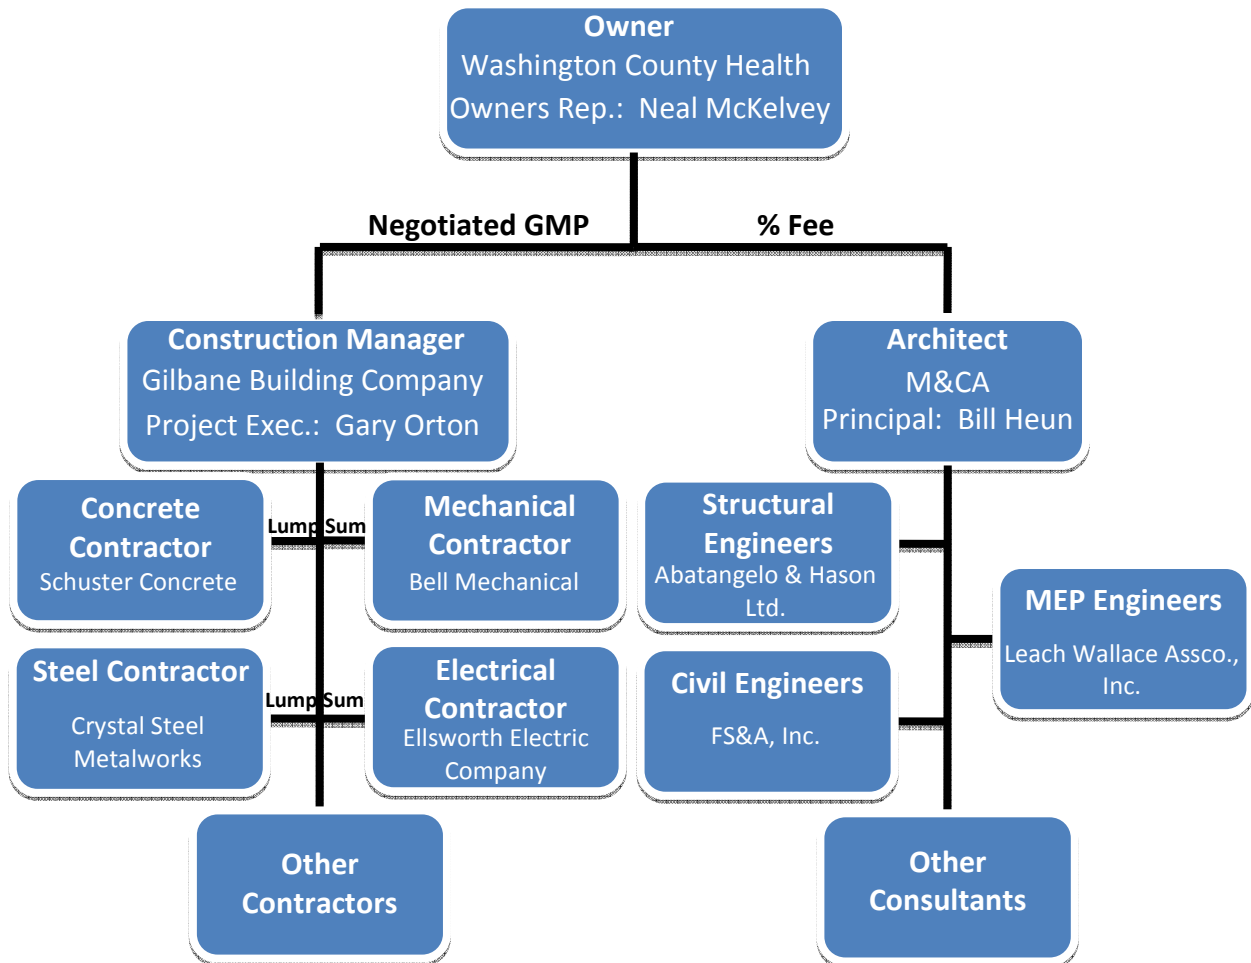 Owner
Washington County Health
Owners Rep.: Neal McKelvey
Negotiated GMP
% Fee
Construction Manager
Gilbane Building Company
Project Exec.: Gary Orton
Architect
M&CA
Principal: Bill Heun
Concrete
Contractor
Schuster Concrete
Lump Sum
Mechanical
Contractor
Bell Mechanical
Structural
Engineers
Abatangelo & Hason
Ltd.
MEP Engineers
Leach Wallace Assco.,
Inc.
Steel Contractor
Crystal Steel
Metalworks
Lump Sum
Electrical
Contractor
Ellsworth Electric
Company
Civil Engineers
FS&A, Inc.
Other
Contractors
Other
Consultants